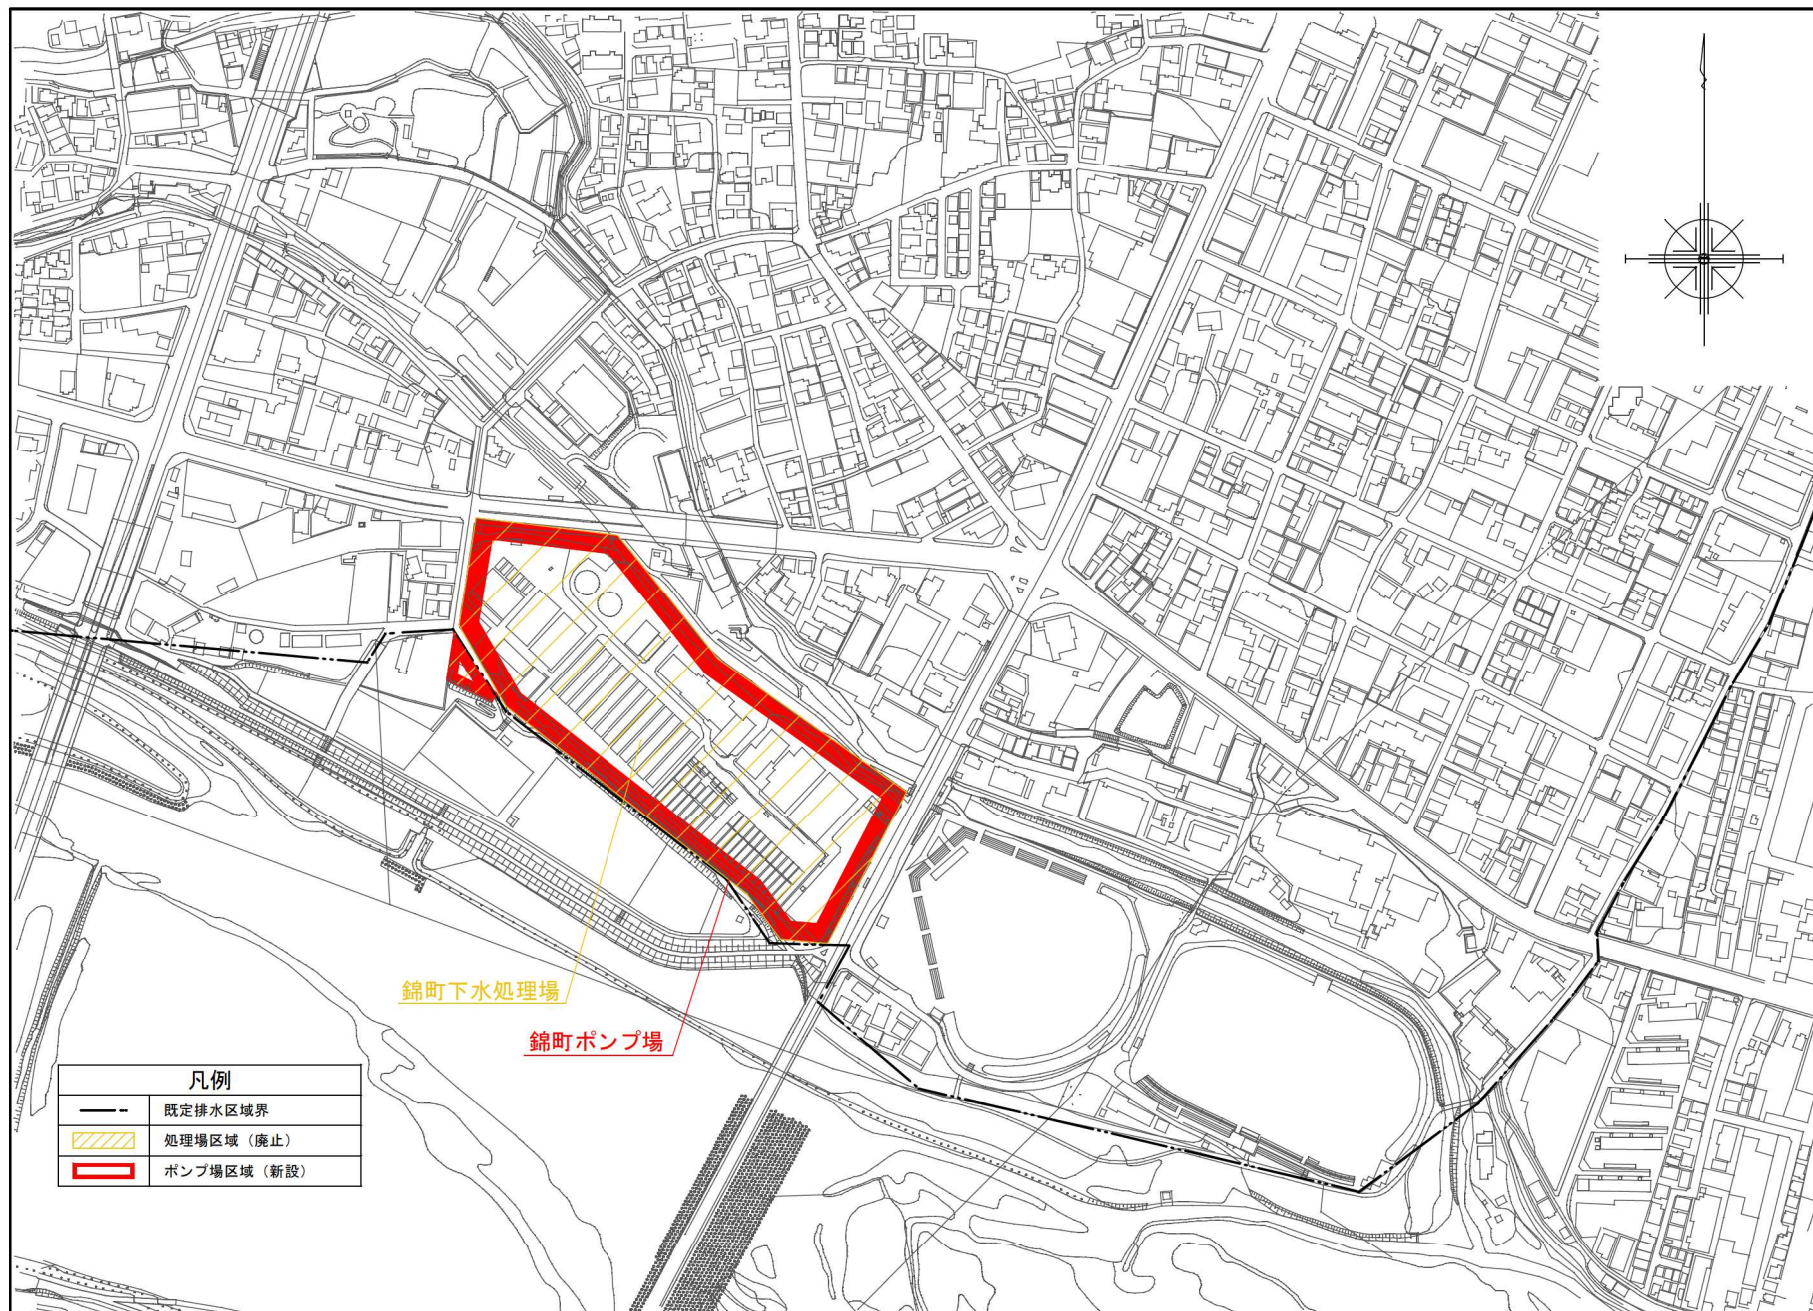 錦町下水処理場
錦町ポンプ場
凡例
既定排水区域界
処理場区域（廃止）
ポンプ場区域（新設）